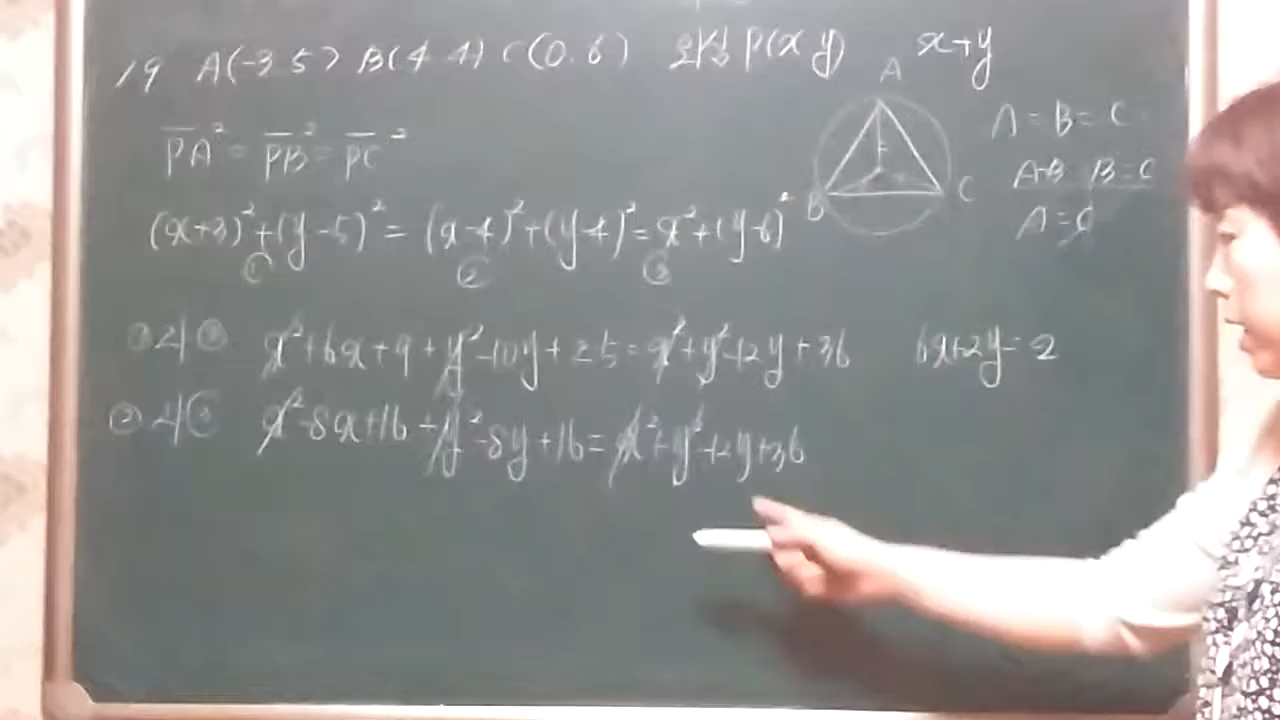 19 A(-3 5) B(4 4) C(0. 6) 외심 P(x y) x+y
PA² = PB² = PC²
A
B
C
A = B = C
A=B B=C
A=C
(x+3)²+(y-5)² = (x-4)²+(y-4)² = x²+(y-6)²
① ② ③
①과③ x²+6x+9+y²-10y+25=x²+y²-12y+36 6x+2y=2
②과③ x²-8x+16+y²-8y+16=x²+y²-12y+36